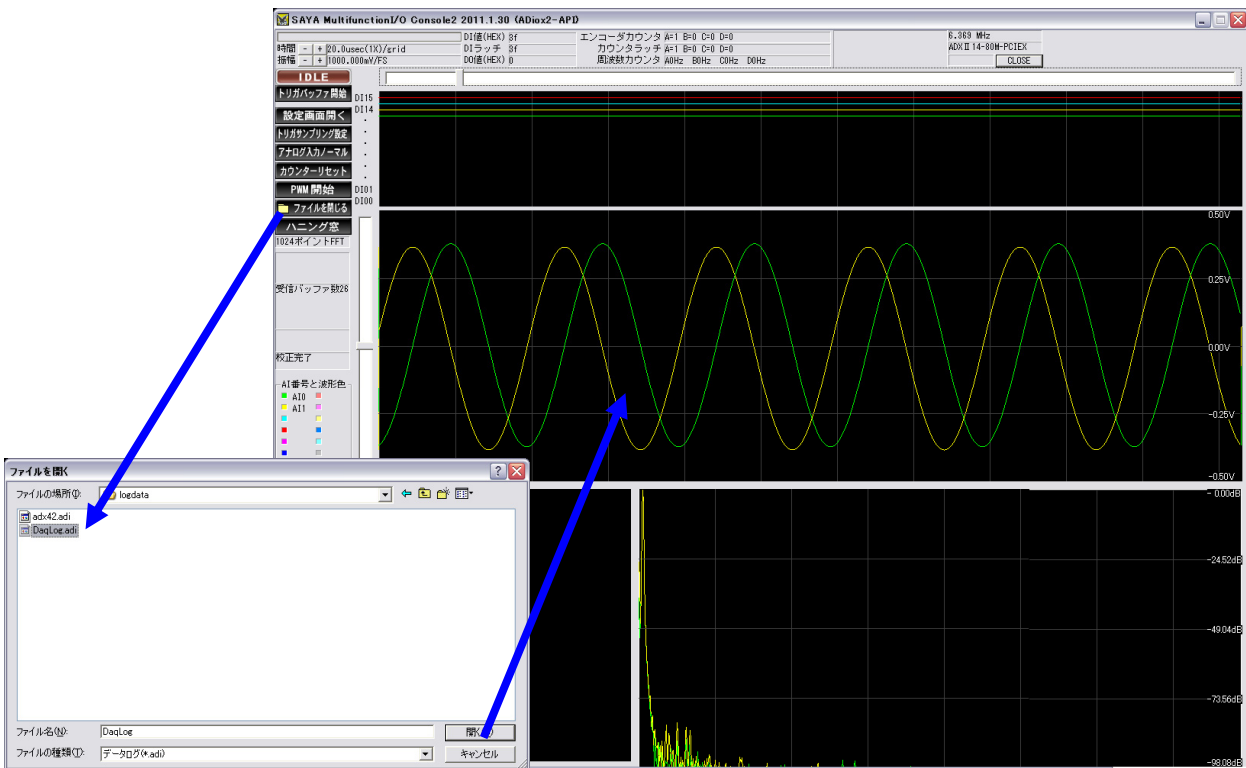 SAYA MultifunctionI/O Console2 2011.1.30 (ADiox2-API)
時間 - + 20.0usec(1X)/grid
振幅 - + 1000.000mV/FS
DI値(HEX) 3f
DIラッチ 3f
DO値(HEX) 0
エンコーダカウンタ A=1 B=0 C=0 D=0
カウンタラッチ A=1 B=0 C=0 D=0
周波数カウンタ A0Hz B0Hz C0Hz D0Hz
6.369 MHz
ADXⅡ14-80M-PCIEX
CLOSE
IDLE
トリガバッファ開始
設定画面開く
トリガサンプリング設定
アナログ入力ノーマル
カウンターリセット
PWM 開始
ファイルを閉じる
ハニング窓
1024ポイントFFT
受信バッファ数26
校正完了
AI番号と波形色
AI0
AI1
DI15
DI14
DI01
DI00
0.50V
0.25V
0.00V
-0.25V
-0.50V
0.00dB
-24.52dB
-49.04dB
-73.56dB
-98.08dB
ファイルを開く
ファイルの場所(I):
logdata
adx42.adi
DaqLog.adi
ファイル名(N):
DaqLog
ファイルの種類(T):
データログ(*.adi)
キャンセル